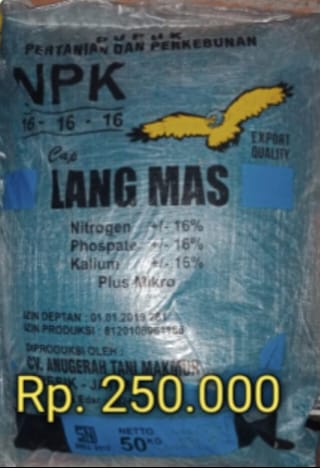 PUPUK
PERTANIAN DAN PERKEBUNAN
NPK
16 - 16 - 16
EXPORT
QUALITY
Cap
LANG MAS
Nitrogen +/- 16%
Phospate +/- 16%
Kalium +/- 16%
Plus Mikro
IZIN DEPTAN : 01.01.2019.
IZIN PRODUKSI :
DIPRODUKSI OLEH :
CV. ANUGERAH TANI MAKMUR
Rp. 250.000
NETTO
50 KG